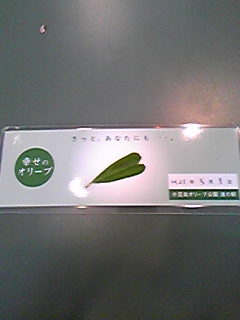 きっと、あなたにも・・・。
幸せの
オリーブ
H25年 5月 3日
小豆島オリーブ公園 道の駅